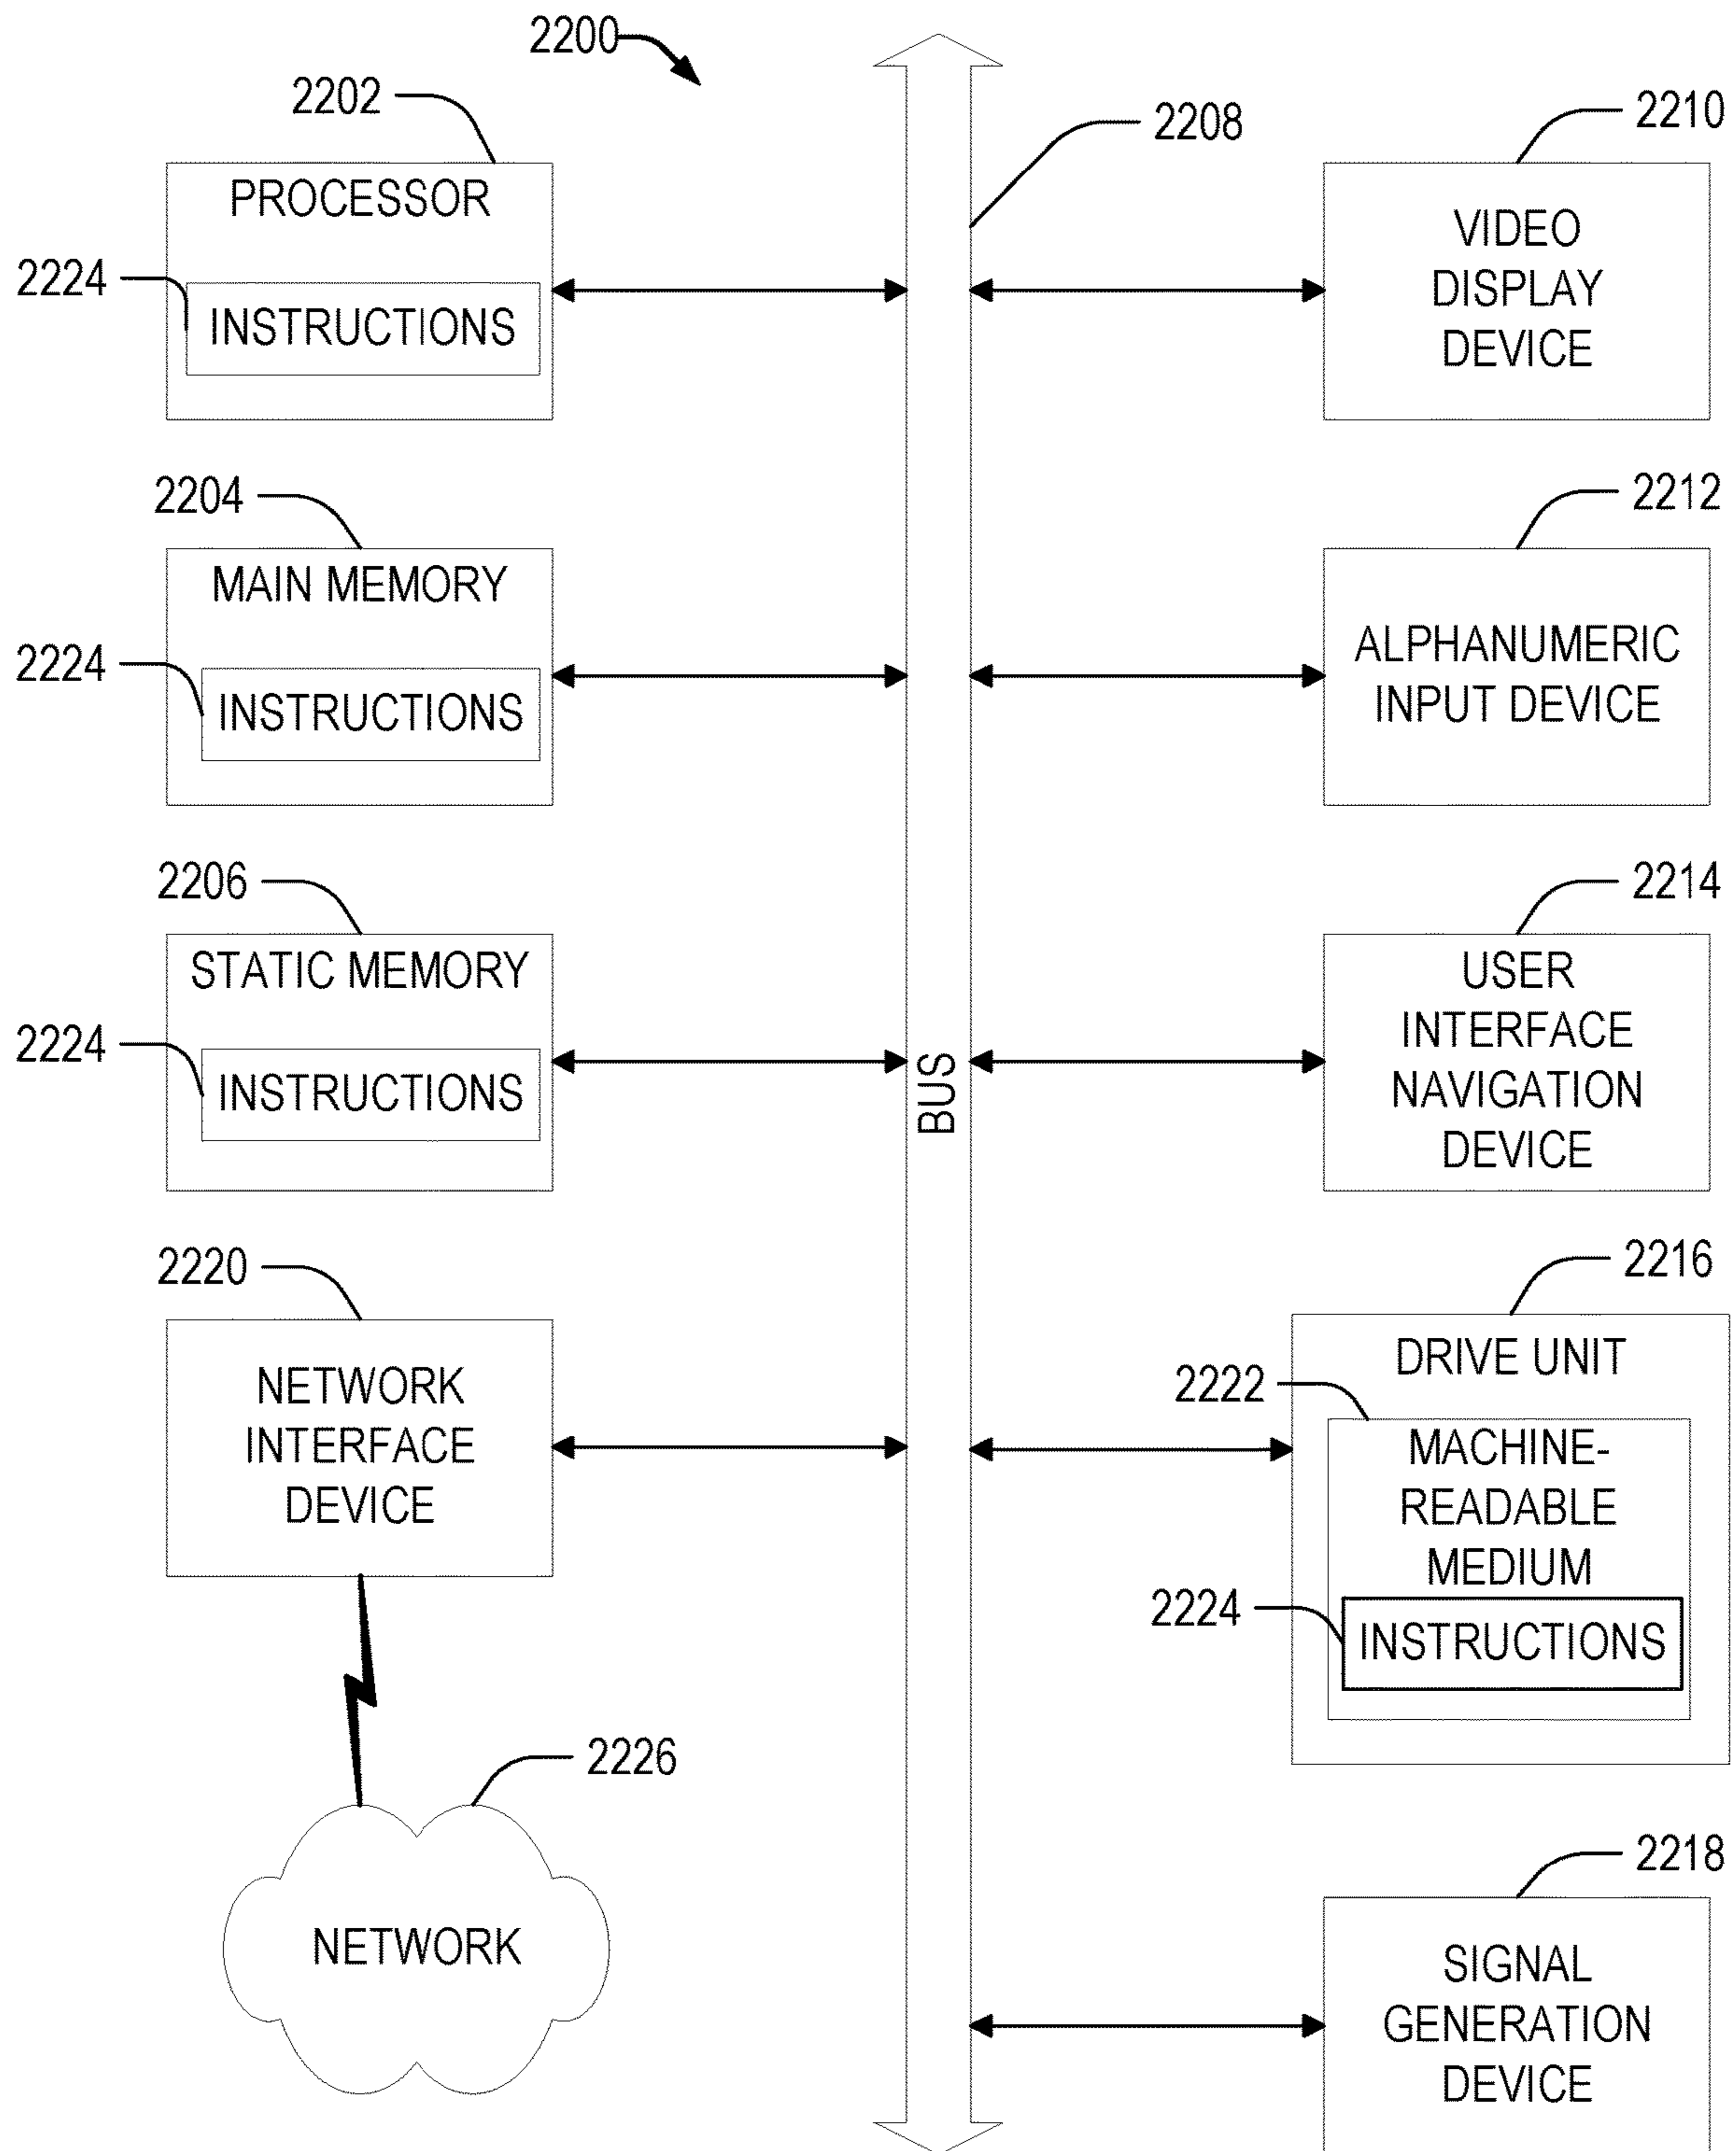 2200
2202
PROCESSOR
2224
INSTRUCTIONS
2204
MAIN MEMORY
2224
INSTRUCTIONS
2206
STATIC MEMORY
2224
INSTRUCTIONS
2220
NETWORK
INTERFACE
DEVICE
2226
NETWORK
2208
BUS
2210
VIDEO
DISPLAY
DEVICE
2212
ALPHANUMERIC
INPUT DEVICE
2214
USER
INTERFACE
NAVIGATION
DEVICE
2216
DRIVE UNIT
2222
MACHINE-
READABLE
MEDIUM
2224
INSTRUCTIONS
2218
SIGNAL
GENERATION
DEVICE